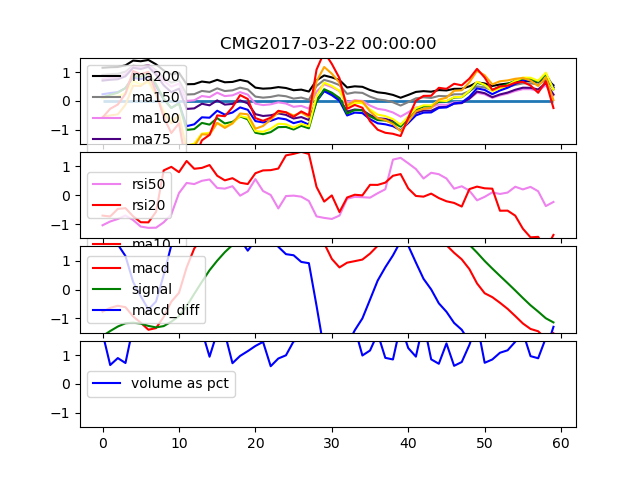 CMG2017-03-22 00:00:00
1
0
−1
ma200
ma150
ma100
ma75
1
0
−1
rsi50
rsi20
ma10
1
0
−1
macd
signal
macd_diff
1
0
−1
volume as pct
0 10 20 30 40 50 60